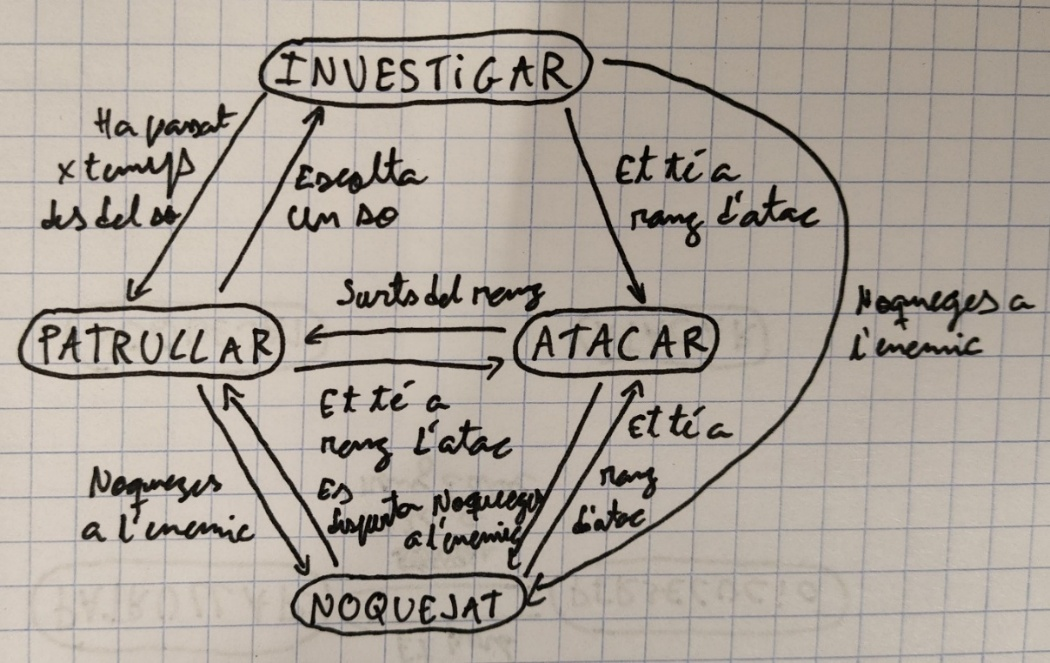 INVESTiGAR
Ha passat
x temps
des del so
Escolta
un so
Et té a
rang d'atac
Surts del rang
Noqueges a
l'enemic
PATRULLAR
ATACAR
Et té a
rang d'atac
Et té a
rang
d'atac
Noqueges
a l'enemic
Es
desperta
Noqueges
a l'enemic
NOQUEJAT